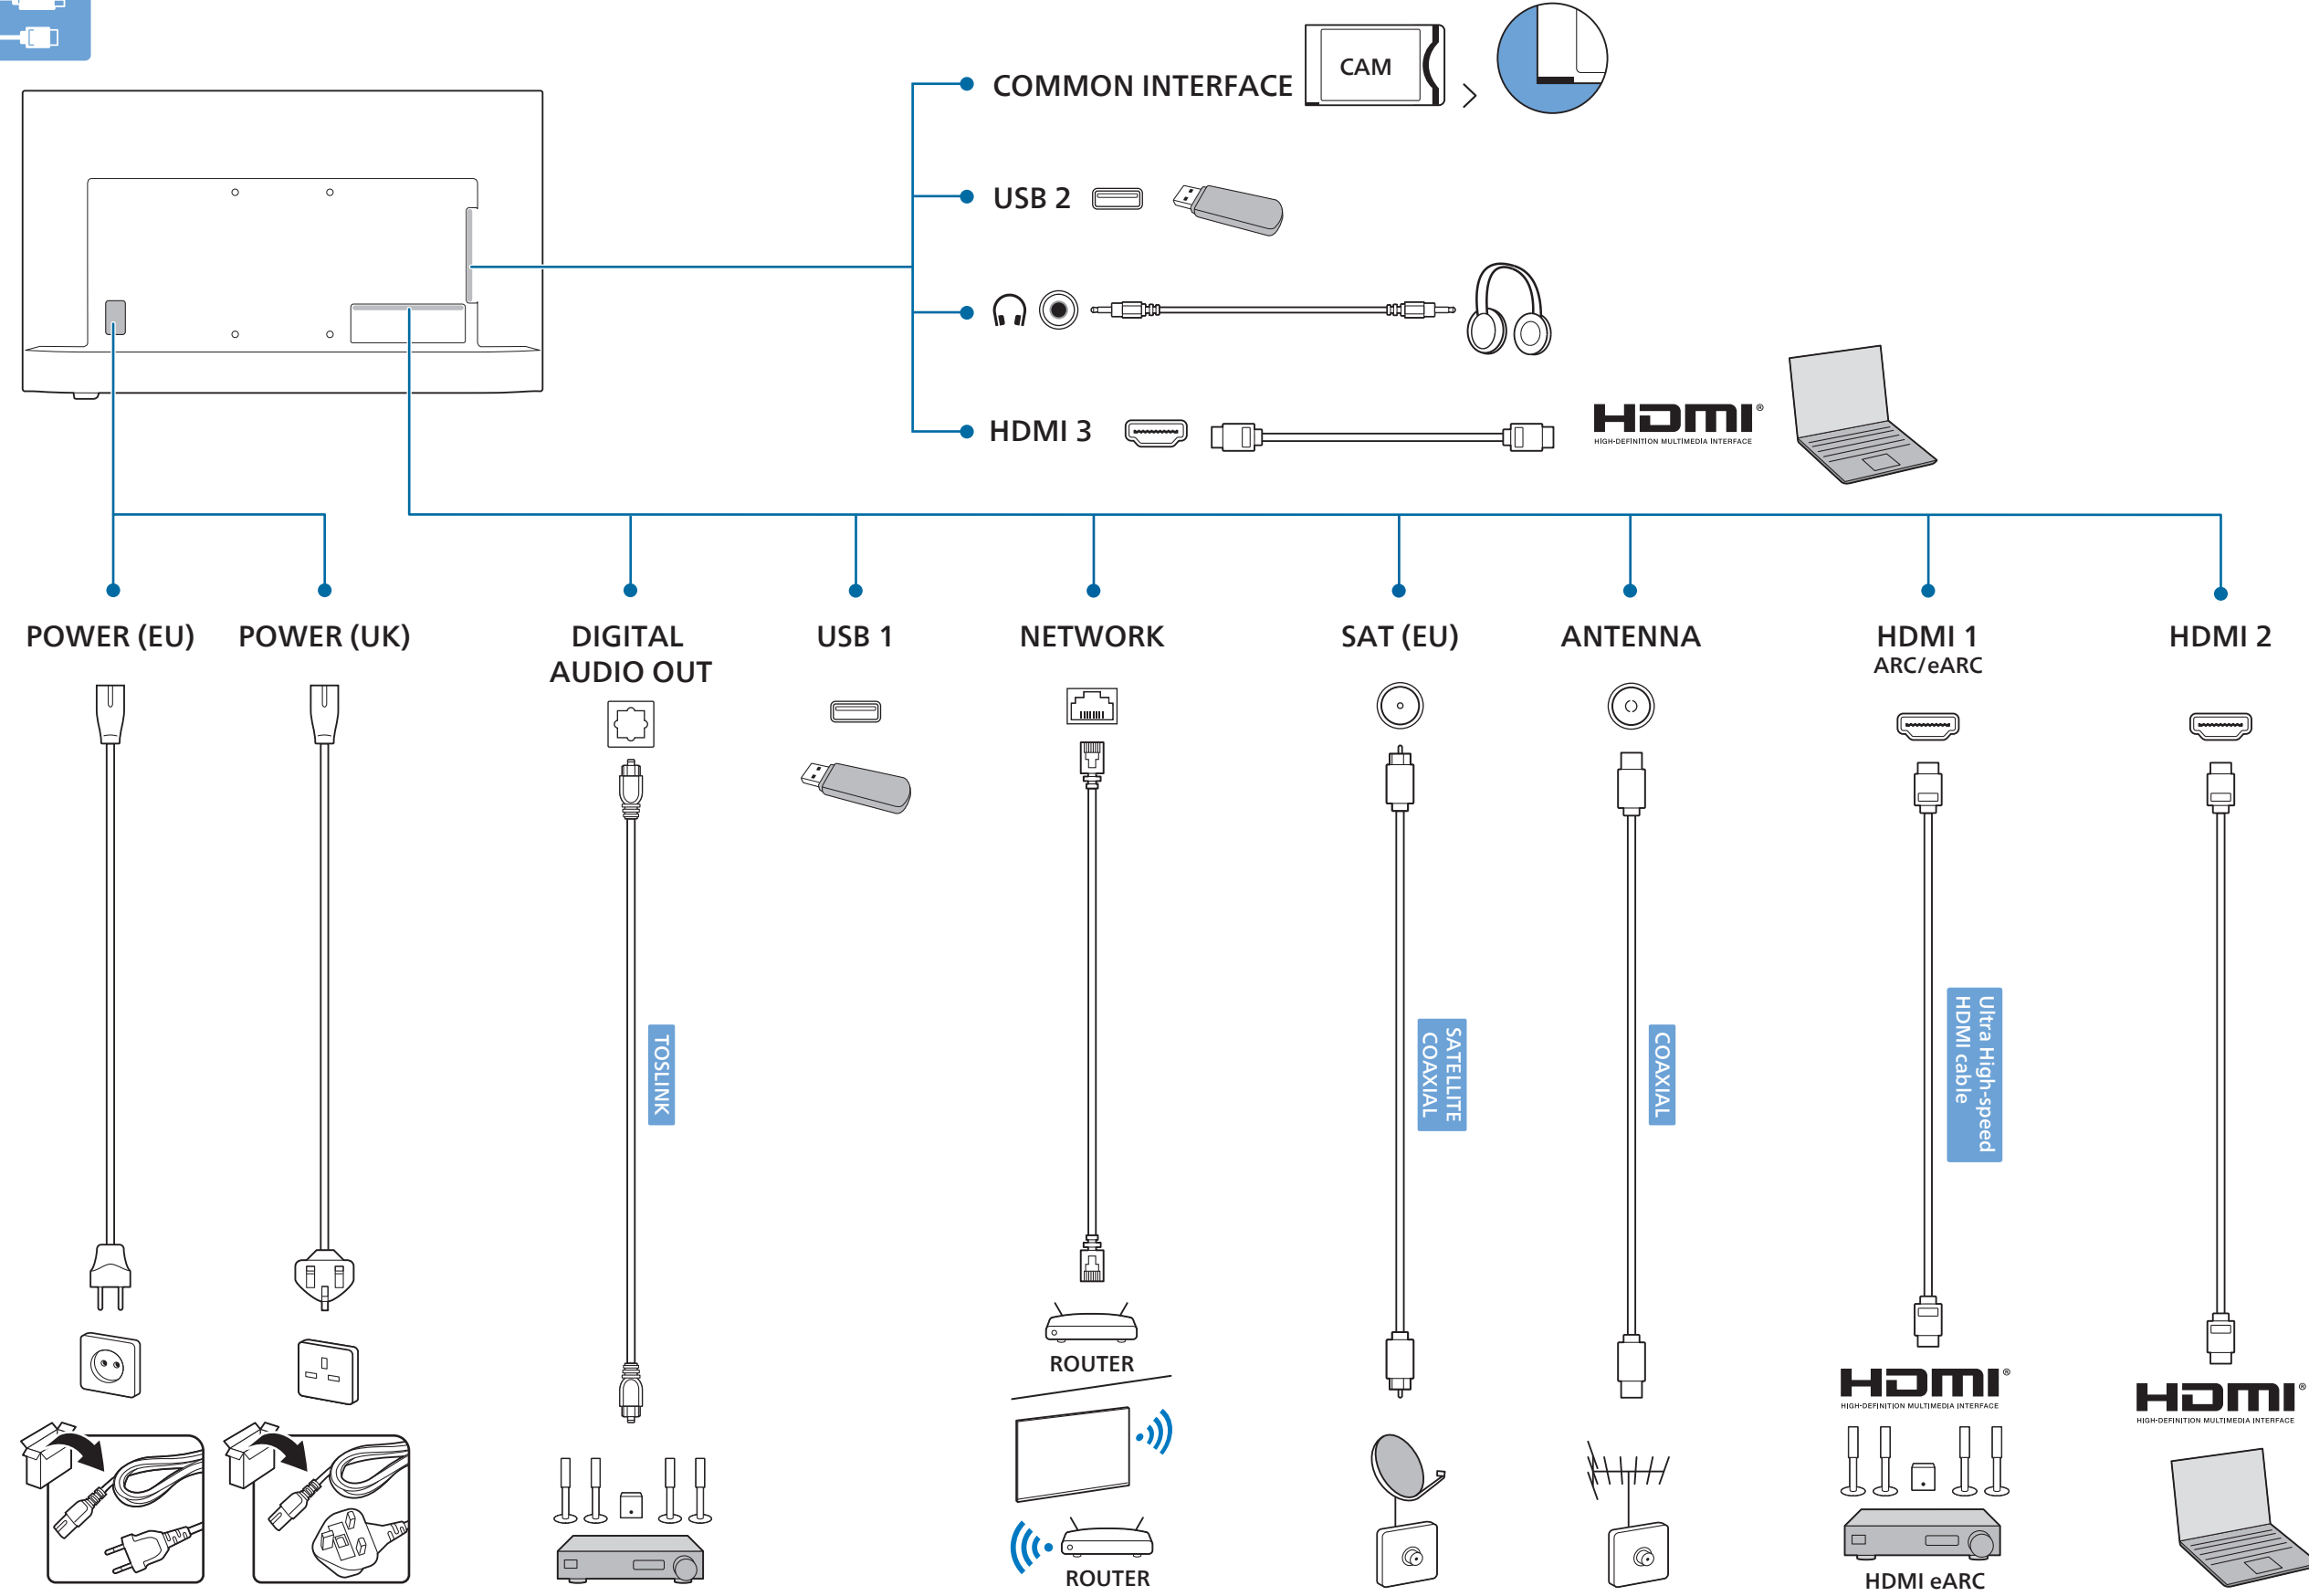 COMMON INTERFACE
CAM
USB 2
HDMI 3
HDMI®
HIGH-DEFINITION MULTIMEDIA INTERFACE
POWER (EU)
POWER (UK)
DIGITAL
AUDIO OUT
USB 1
NETWORK
SAT (EU)
ANTENNA
HDMI 1
ARC/eARC
HDMI 2
TOSLINK
SATELLITE
COAXIAL
COAXIAL
Ultra High-speed
HDMI cable
ROUTER
ROUTER
HDMI®
HIGH-DEFINITION MULTIMEDIA INTERFACE
HDMI eARC
HDMI®
HIGH-DEFINITION MULTIMEDIA INTERFACE